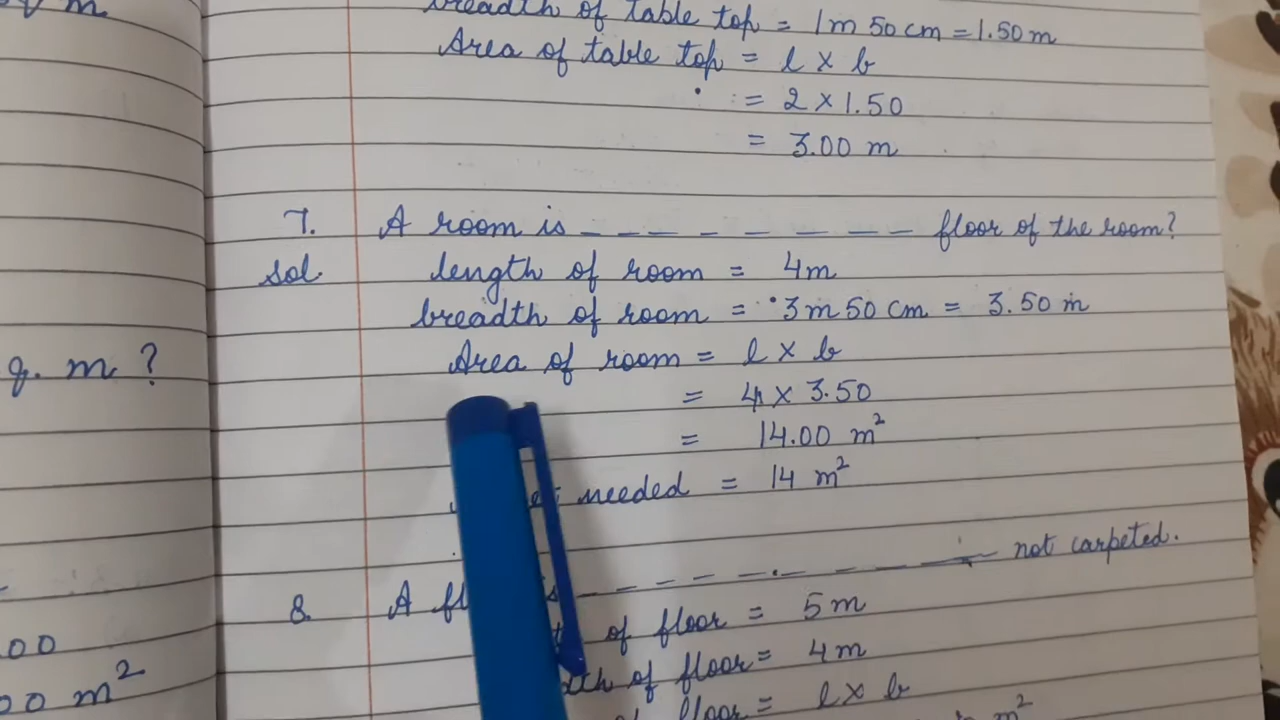 breadth of table top = 1m 50 cm = 1.50 m
Area of table top = l × b
= 2 × 1.50
= 3.00 m
7. A room is _ _ _ _ _ _ _ _ _ floor of the room?
Sol length of room = 4m
breadth of room = 3m 50 cm = 3.50 m
Area of room = l × b
= 4 × 3.50
= 14.00 m²
needed = 14 m²
8. A _ _ _ _ _ _ _ _ not carpeted.
of floor = 5m
of floor = 4m
floor = l × b
m²
m.
q. m ?
00
00 m²